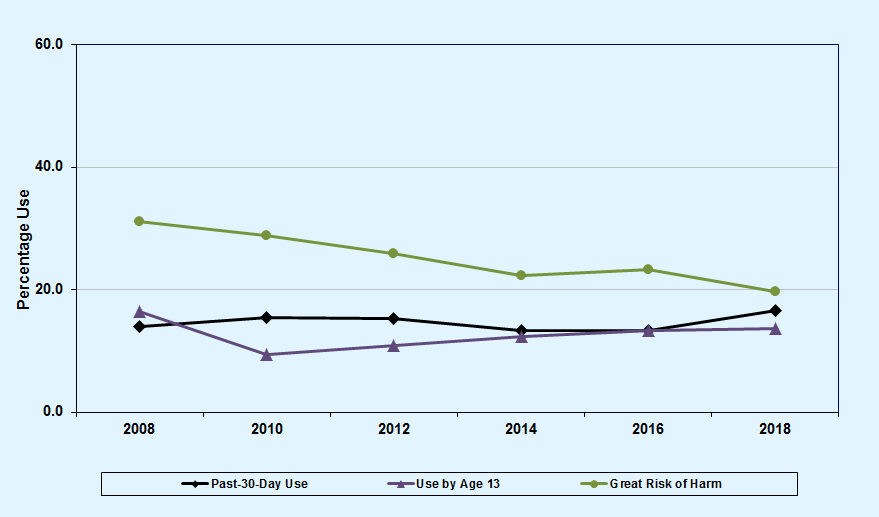 60.0
40.0
20.0
0.0
Percentage Use
2008 2010 2012 2014 2016 2018
Past-30-Day Use Use by Age 13 Great Risk of Harm